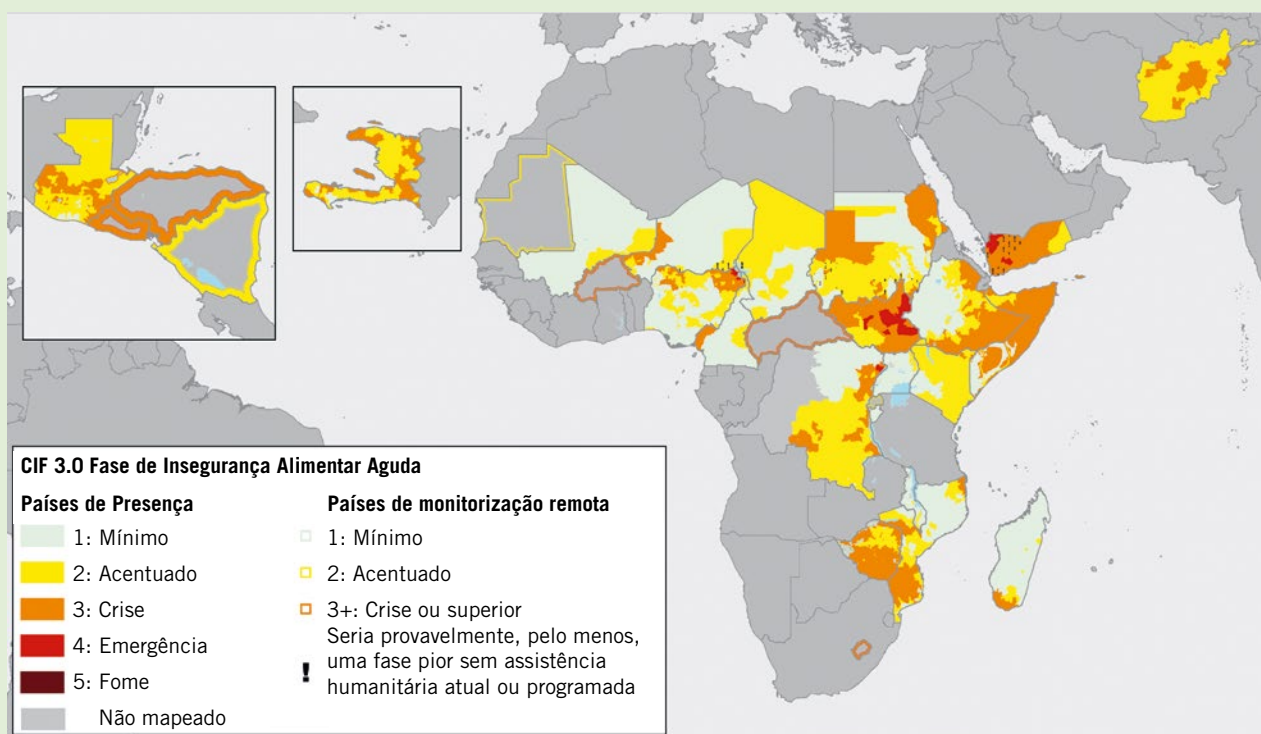 CIF 3.0 Fase de Insegurança Alimentar Aguda
Países de Presença
1: Mínimo
2: Acentuado
3: Crise
4: Emergência
5: Fome
Não mapeado
Países de monitorização remota
1: Mínimo
2: Acentuado
3+: Crise ou superior
Seria provavelmente, pelo menos,
uma fase pior sem assistência
humanitária atual ou programada
!